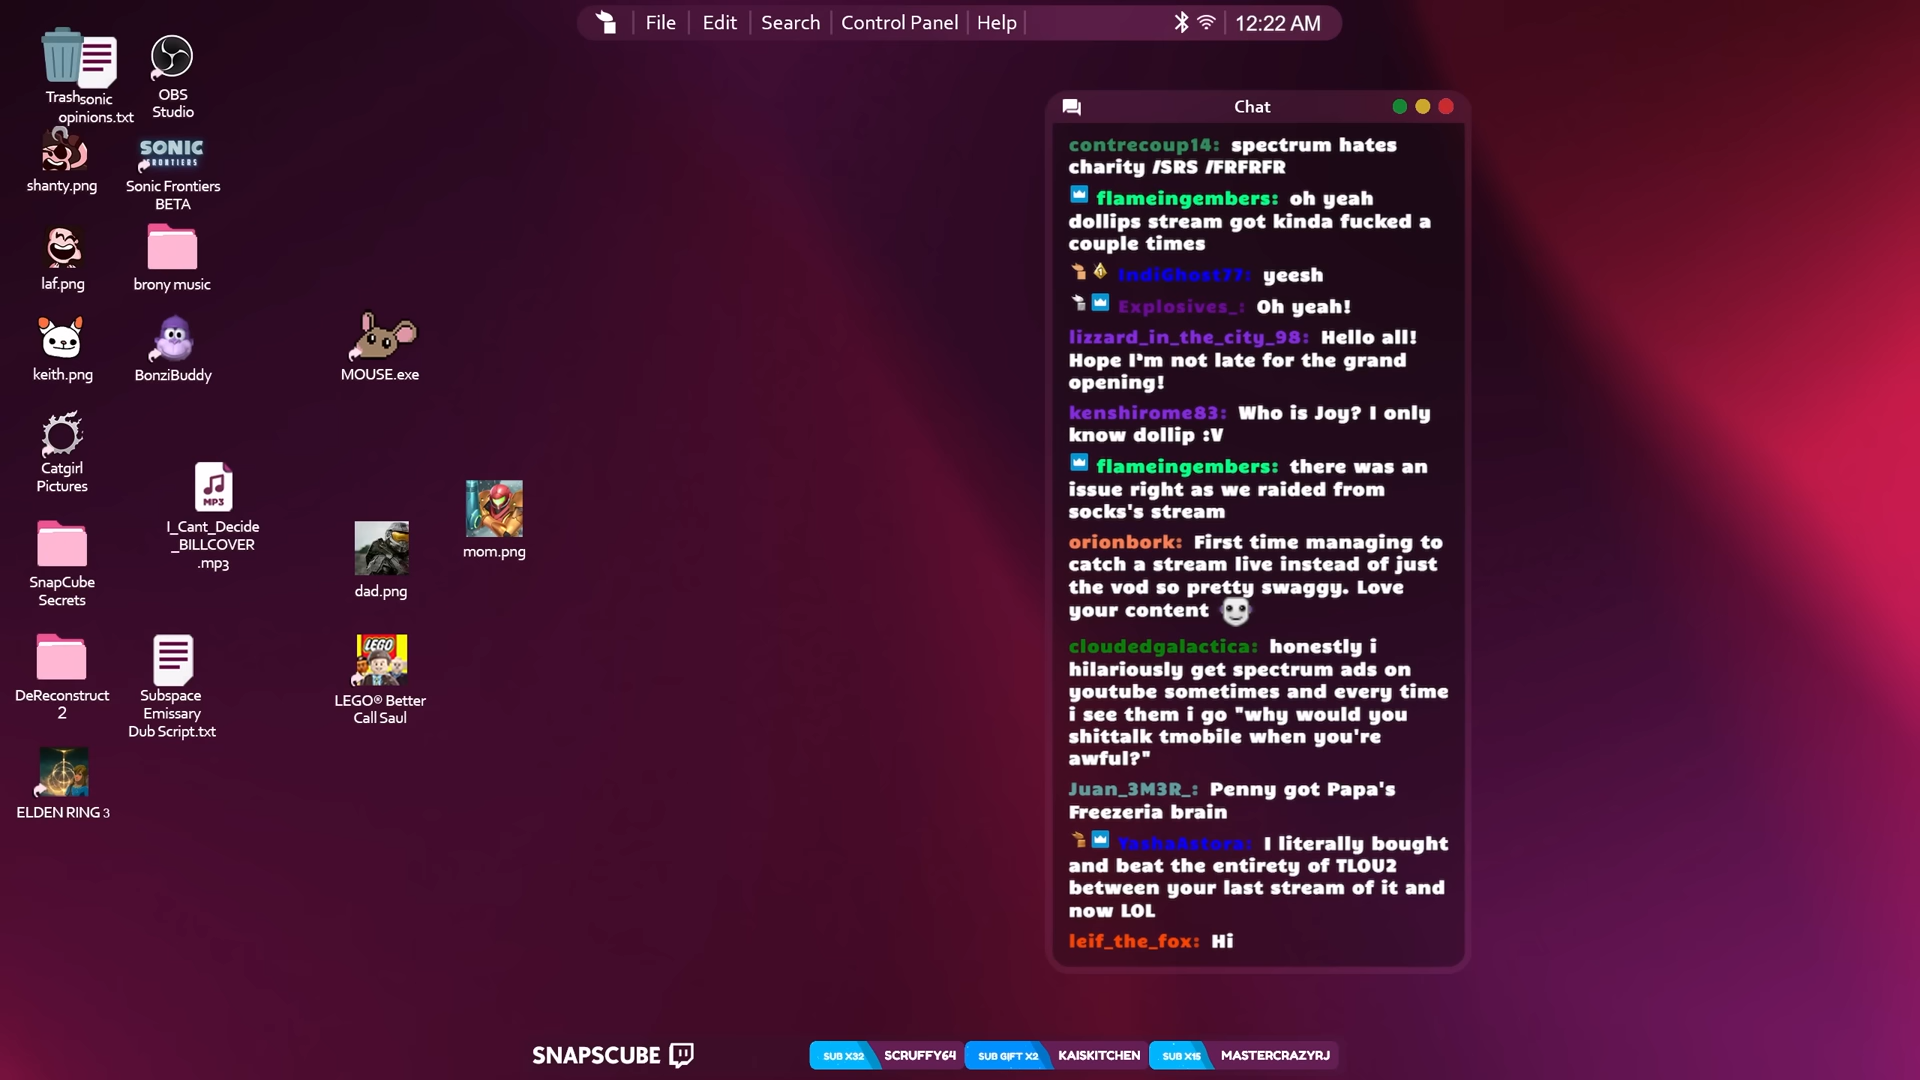 File
Edit
Search
Control Panel
Help
12:22 AM
Trash
sonic
opinions.txt
OBS
Studio
shanty.png
SONIC
FRONTIERS
Sonic Frontiers
BETA
laf.png
brony music
keith.png
BonziBuddy
MOUSE.exe
Catgirl
Pictures
MP3
I_Cant_Decide
_BILLCOVER
.mp3
mom.png
dad.png
SnapCube
Secrets
DeReconstruct
2
Subspace
Emissary
Dub Script.txt
LEGO
LEGO® Better
Call Saul
ELDEN RING 3
Chat
contrecoup14: spectrum hates
charity /SRS /FRFRFR
flameingembers: oh yeah
dollips stream got kinda fucked a
couple times
IndiGhost77: yeesh
Explosives_: Oh yeah!
lizzard_in_the_city_98: Hello all!
Hope I'm not late for the grand
opening!
kenshirome83: Who is Joy? I only
know dollip :V
flameingembers: there was an
issue right as we raided from
socks's stream
orionbork: First time managing to
catch a stream live instead of just
the vod so pretty swaggy. Love
your content
cloudedgalactica: honestly i
hilariously get spectrum ads on
youtube sometimes and every time
i see them i go "why would you
shittalk tmobile when you're
awful?"
Juan_3M3R_: Penny got Papa's
Freezeria brain
YashaAstora: I literally bought
and beat the entirety of TLOU2
between your last stream of it and
now LOL
leif_the_fox: Hi
SNAPSCUBE
SUB X32 SCRUFFY64
SUB GIFT X2 KAISKITCHEN
SUB X15 MASTERCRAZYRJ